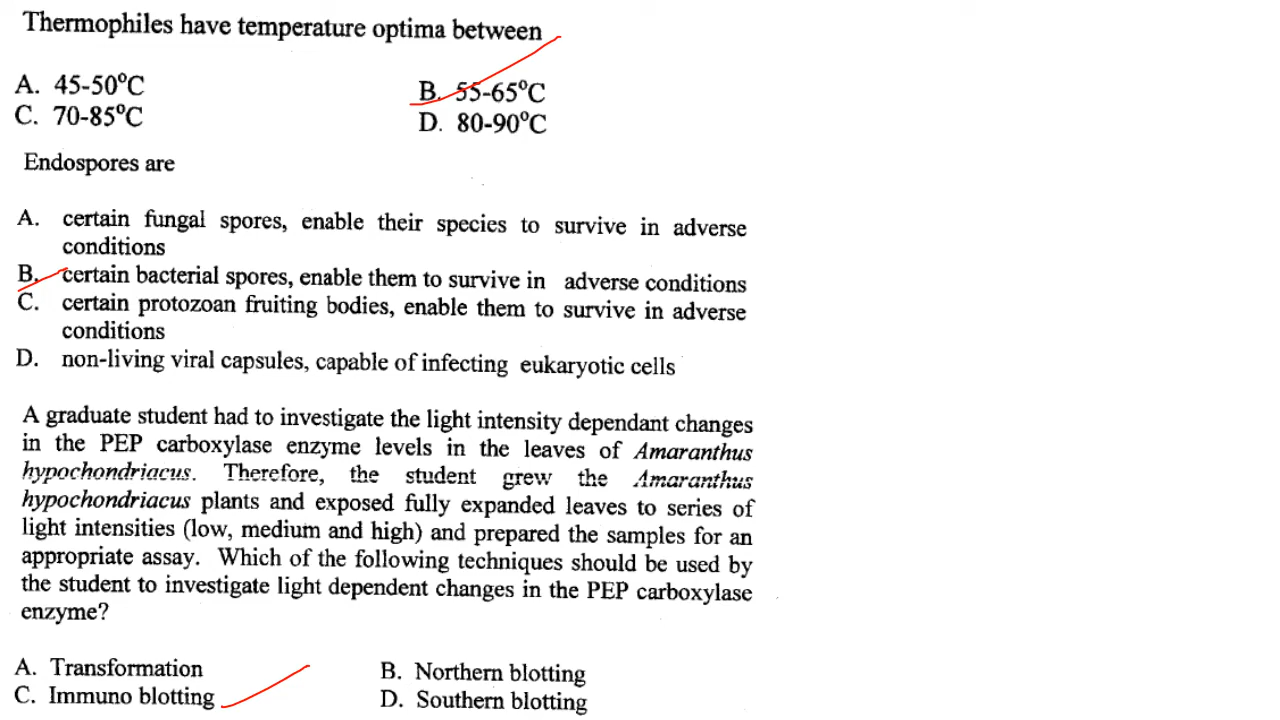 Thermophiles have temperature optima between
A. 45-50°C B. 55-65°C
C. 70-85°C D. 80-90°C
Endospores are
A. certain fungal spores, enable their species to survive in adverse
conditions
B. certain bacterial spores, enable them to survive in adverse conditions
C. certain protozoan fruiting bodies, enable them to survive in adverse
conditions
D. non-living viral capsules, capable of infecting eukaryotic cells
A graduate student had to investigate the light intensity dependant changes
in the PEP carboxylase enzyme levels in the leaves of Amaranthus
hypochondriacus. Therefore, the student grew the Amaranthus
hypochondriacus plants and exposed fully expanded leaves to series of
light intensities (low, medium and high) and prepared the samples for an
appropriate assay. Which of the following techniques should be used by
the student to investigate light dependent changes in the PEP carboxylase
enzyme?
A. Transformation B. Northern blotting
C. Immuno blotting D. Southern blotting